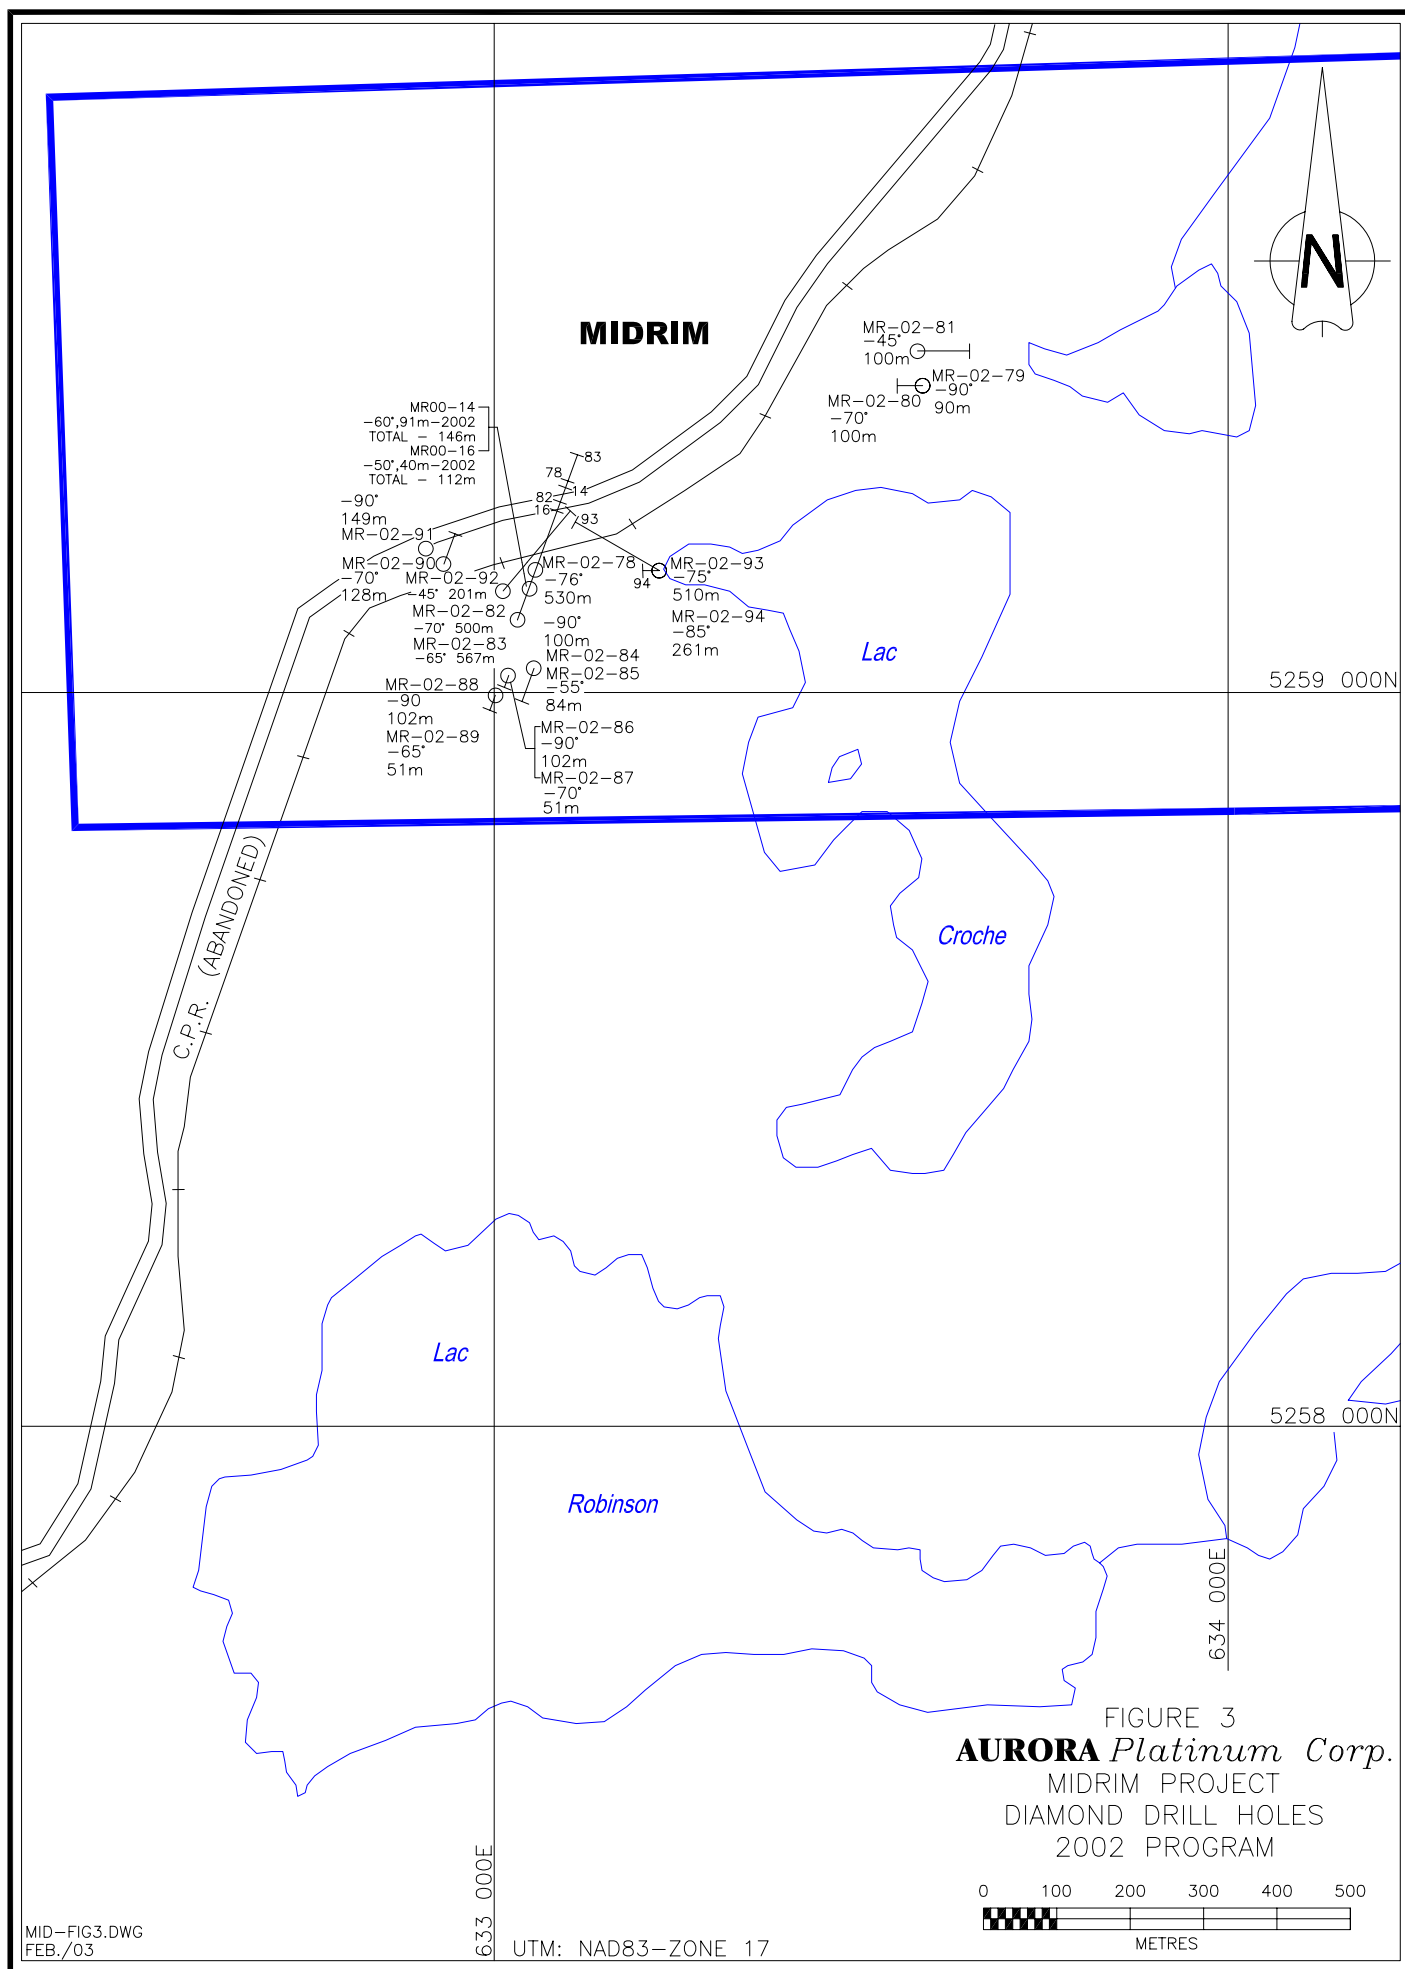 MIDRIM
N
MR-02-81
-45°
100m
MR-02-79
-90°
90m
MR-02-80
-70°
100m
MR00-14
-60°,91m-2002
TOTAL - 146m
MR00-16
-50°,40m-2002
TOTAL - 112m
83
78
14
82
16
93
-90°
149m
MR-02-91
MR-02-90
-70°
128m
MR-02-92
-45° 201m
MR-02-82
-70° 500m
MR-02-83
-65° 567m
MR-02-78
-76°
530m
-90°
100m
MR-02-84
MR-02-85
-55°
84m
94
MR-02-93
-75°
510m
MR-02-94
-85°
261m
MR-02-88
-90
102m
MR-02-89
-65°
51m
MR-02-86
-90°
102m
MR-02-87
-70°
51m
Lac
5259 000N
Croche
C.P.R. (ABANDONED)
Lac
Robinson
5258 000N
634 000E
633 000E
FIGURE 3
AURORA Platinum Corp.
MIDRIM PROJECT
DIAMOND DRILL HOLES
2002 PROGRAM
0 100 200 300 400 500
METRES
MID-FIG3.DWG
FEB./03
UTM: NAD83-ZONE 17